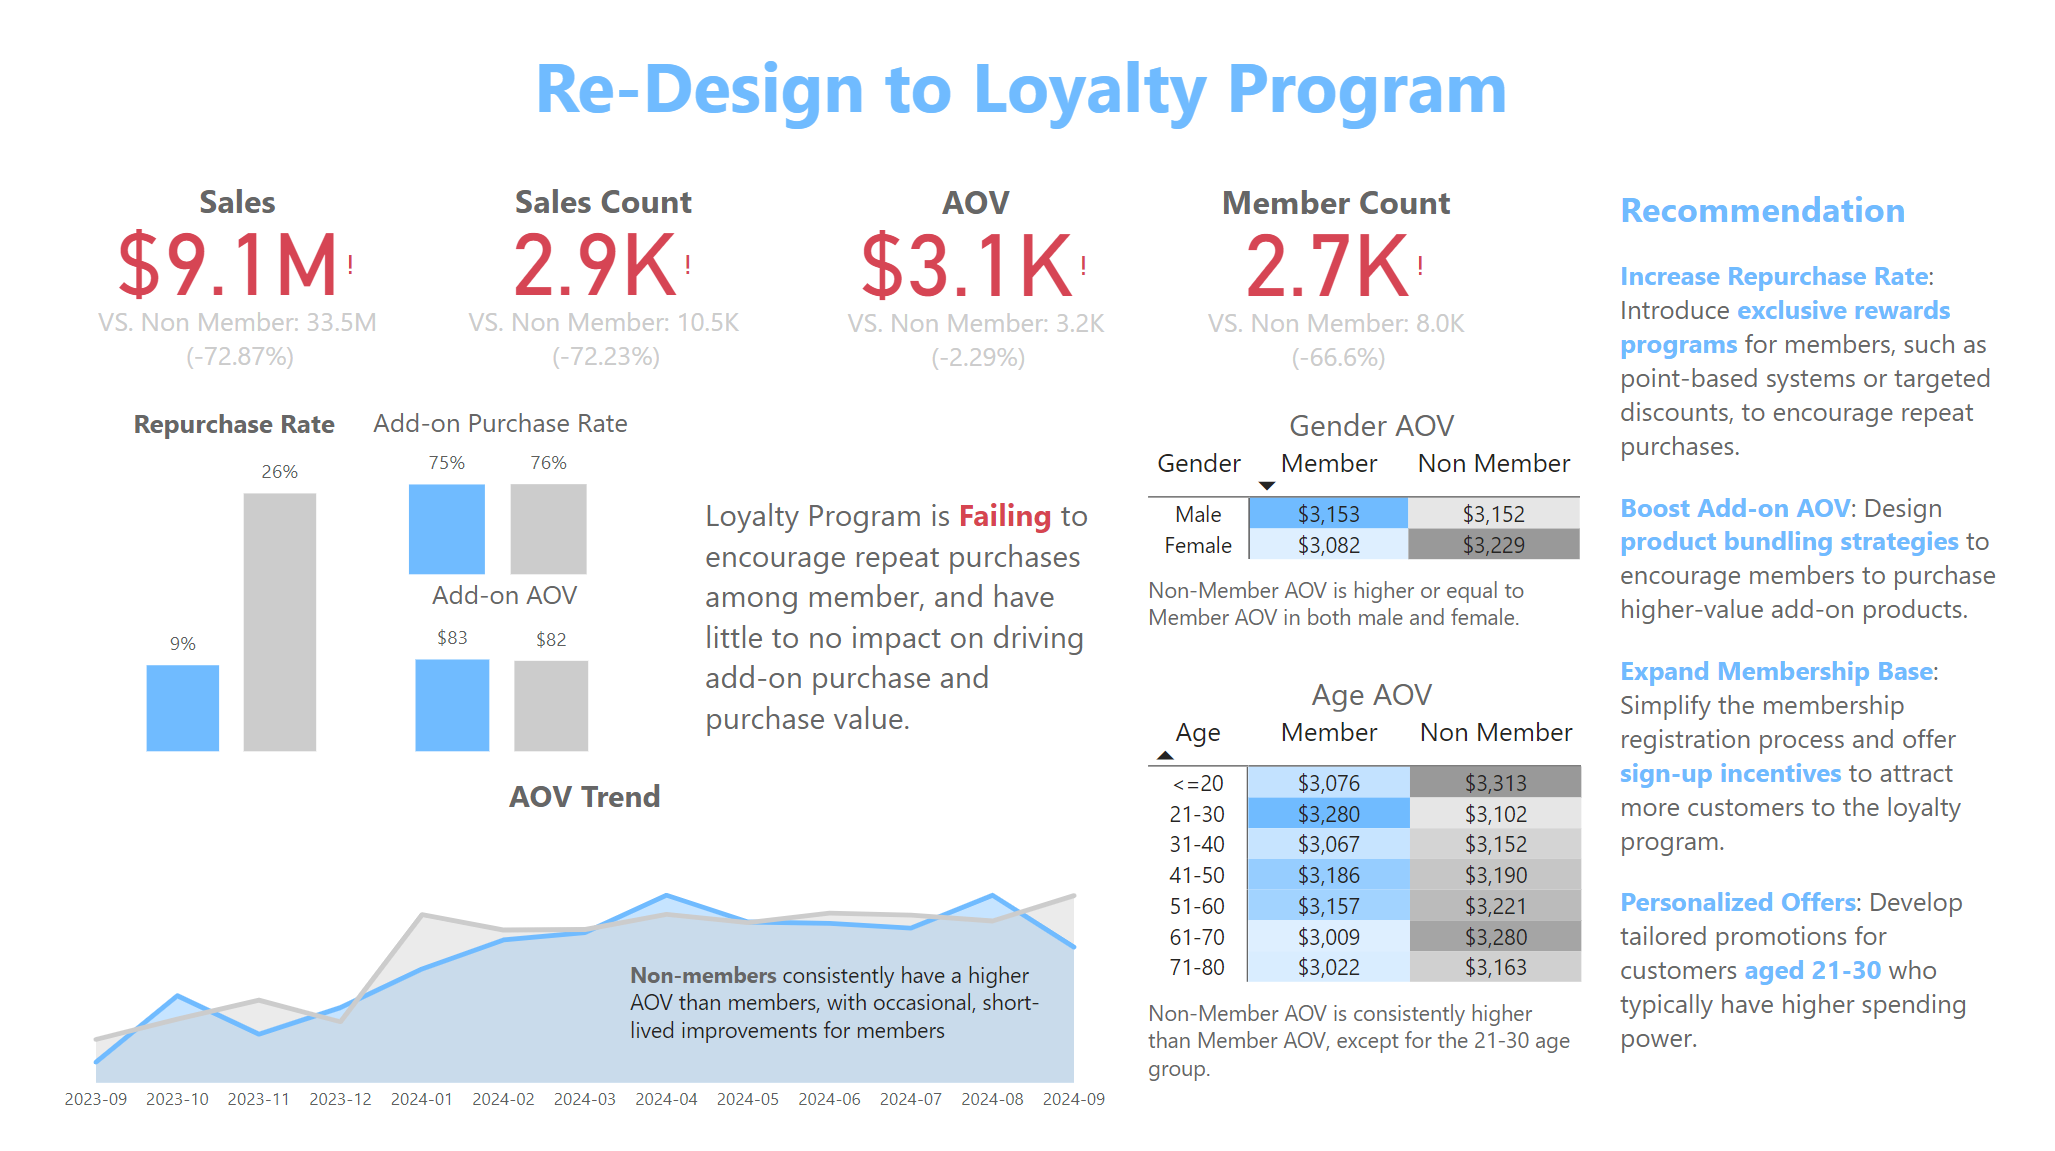 Re-Design to Loyalty Program
Sales
$9.1M!
VS. Non Member: 33.5M
(-72.87%)
Sales Count
2.9K!
VS. Non Member: 10.5K
(-72.23%)
AOV
$3.1K!
VS. Non Member: 3.2K
(-2.29%)
Member Count
2.7K!
VS. Non Member: 8.0K
(-66.6%)
Repurchase Rate
9%
26%
Add-on Purchase Rate
75%
76%
Add-on AOV
$83
$82
Loyalty Program is Failing to
encourage repeat purchases
among member, and have
little to no impact on driving
add-on purchase and
purchase value.
AOV Trend
Non-members consistently have a higher
AOV than members, with occasional, short-
lived improvements for members
2023-09 2023-10 2023-11 2023-12 2024-01 2024-02 2024-03 2024-04 2024-05 2024-06 2024-07 2024-08 2024-09
Gender AOV
Gender Member Non Member
Male $3,153 $3,152
Female $3,082 $3,229
Non-Member AOV is higher or equal to
Member AOV in both male and female.
Age AOV
Age Member Non Member
<=20 $3,076 $3,313
21-30 $3,280 $3,102
31-40 $3,067 $3,152
41-50 $3,186 $3,190
51-60 $3,157 $3,221
61-70 $3,009 $3,280
71-80 $3,022 $3,163
Non-Member AOV is consistently higher
than Member AOV, except for the 21-30 age
group.
Recommendation
Increase Repurchase Rate:
Introduce exclusive rewards
programs for members, such as
point-based systems or targeted
discounts, to encourage repeat
purchases.
Boost Add-on AOV: Design
product bundling strategies to
encourage members to purchase
higher-value add-on products.
Expand Membership Base:
Simplify the membership
registration process and offer
sign-up incentives to attract
more customers to the loyalty
program.
Personalized Offers: Develop
tailored promotions for
customers aged 21-30 who
typically have higher spending
power.